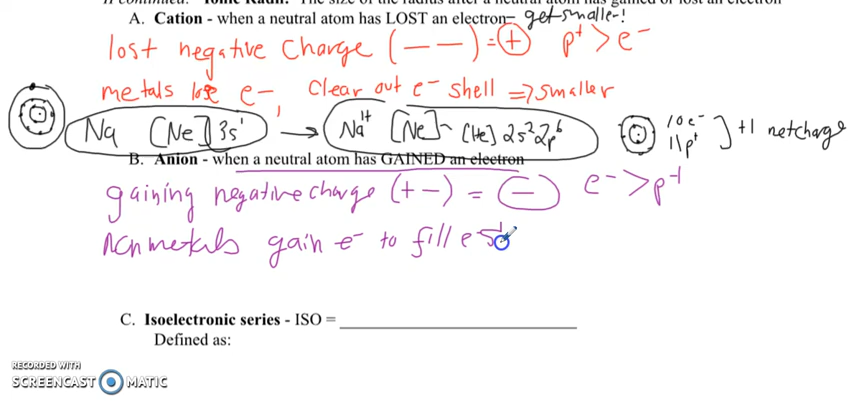 II continued: Ionic Radii: The size of the radius after a neutral atom has gained or lost an electron
A. Cation - when a neutral atom has LOST an electron- get smaller!
lost negative charge (- -) = + p⁺ > e⁻
metals lose e⁻, clear out e⁻ shell ⇒ smaller
Na [Ne] 3s¹ → Na¹⁺ [Ne] ~ [He] 2s² 2p⁶ 10 e⁻ 11 p⁺ ] +1 net charge
B. Anion - when a neutral atom has GAINED an electron
gaining negative charge (+ -) = - e⁻ > p⁺
nonmetals gain e⁻ to fill e⁻ s
C. Isoelectronic series - ISO = 
Defined as:
RECORDED WITH
SCREENCAST MATIC